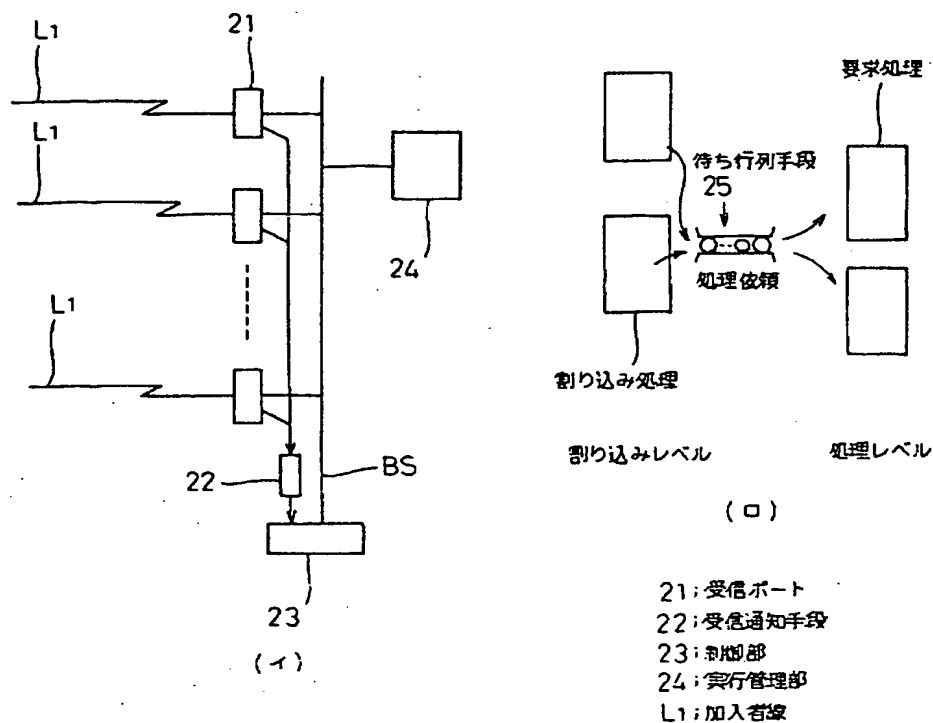 L1
21
L1
24
L1
22
BS
23
(イ)
要求処理
待ち行列手段
25
処理依頼
割り込み処理
割り込みレベル
処理レベル
(ロ)
21;受信ポート
22;受信通知手段
23;制御部
24;実行管理部
L1;加入者線